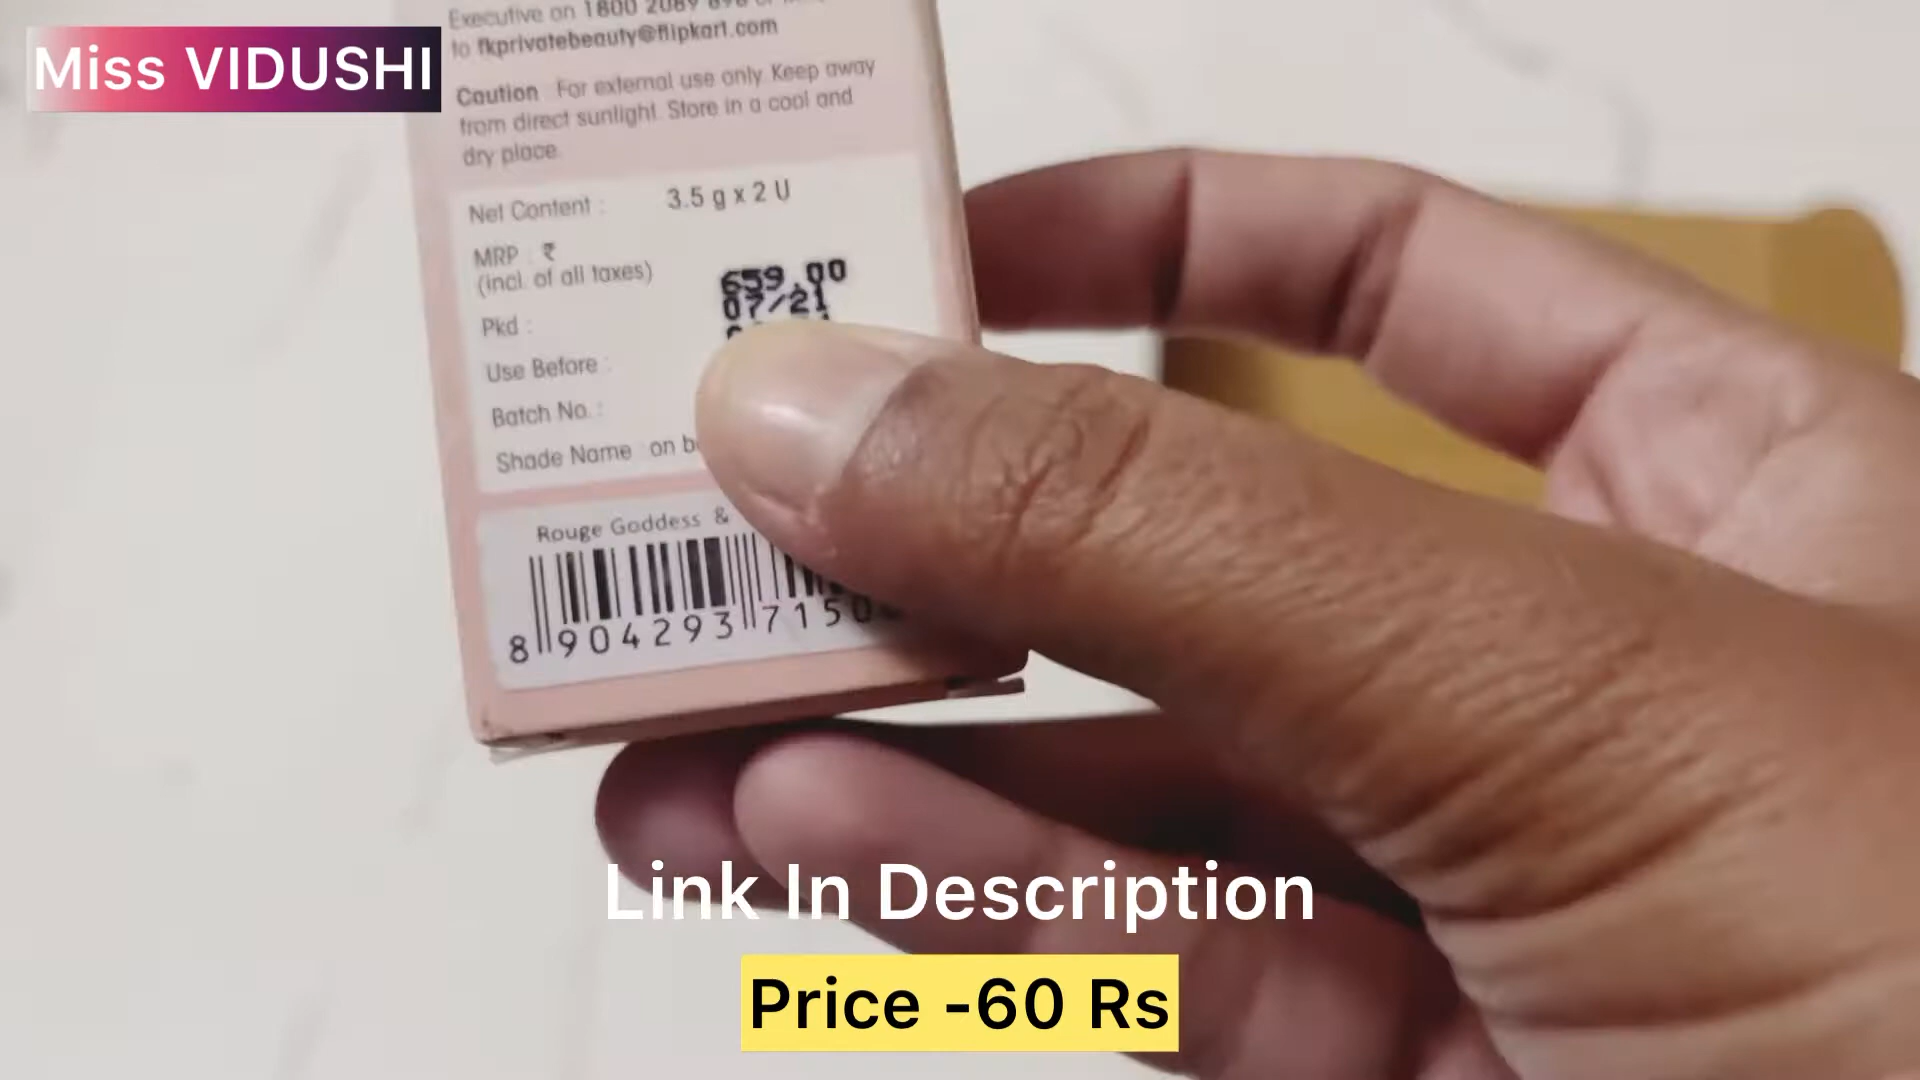 Miss VIDUSHI
Executive on 1800 2089 898
to fkprivatebeauty@flipkart.com
Caution : For external use only. Keep away
from direct sunlight. Store in a cool and
dry place.
Net Content : 3.5 g x 2 U
MRP : ₹
(incl. of all taxes)
659.00
Pkd :
07/21
Use Before :
Batch No. :
Shade Name : on
Rouge Goddess &
8 904293 7150
Link In Description
Price -60 Rs